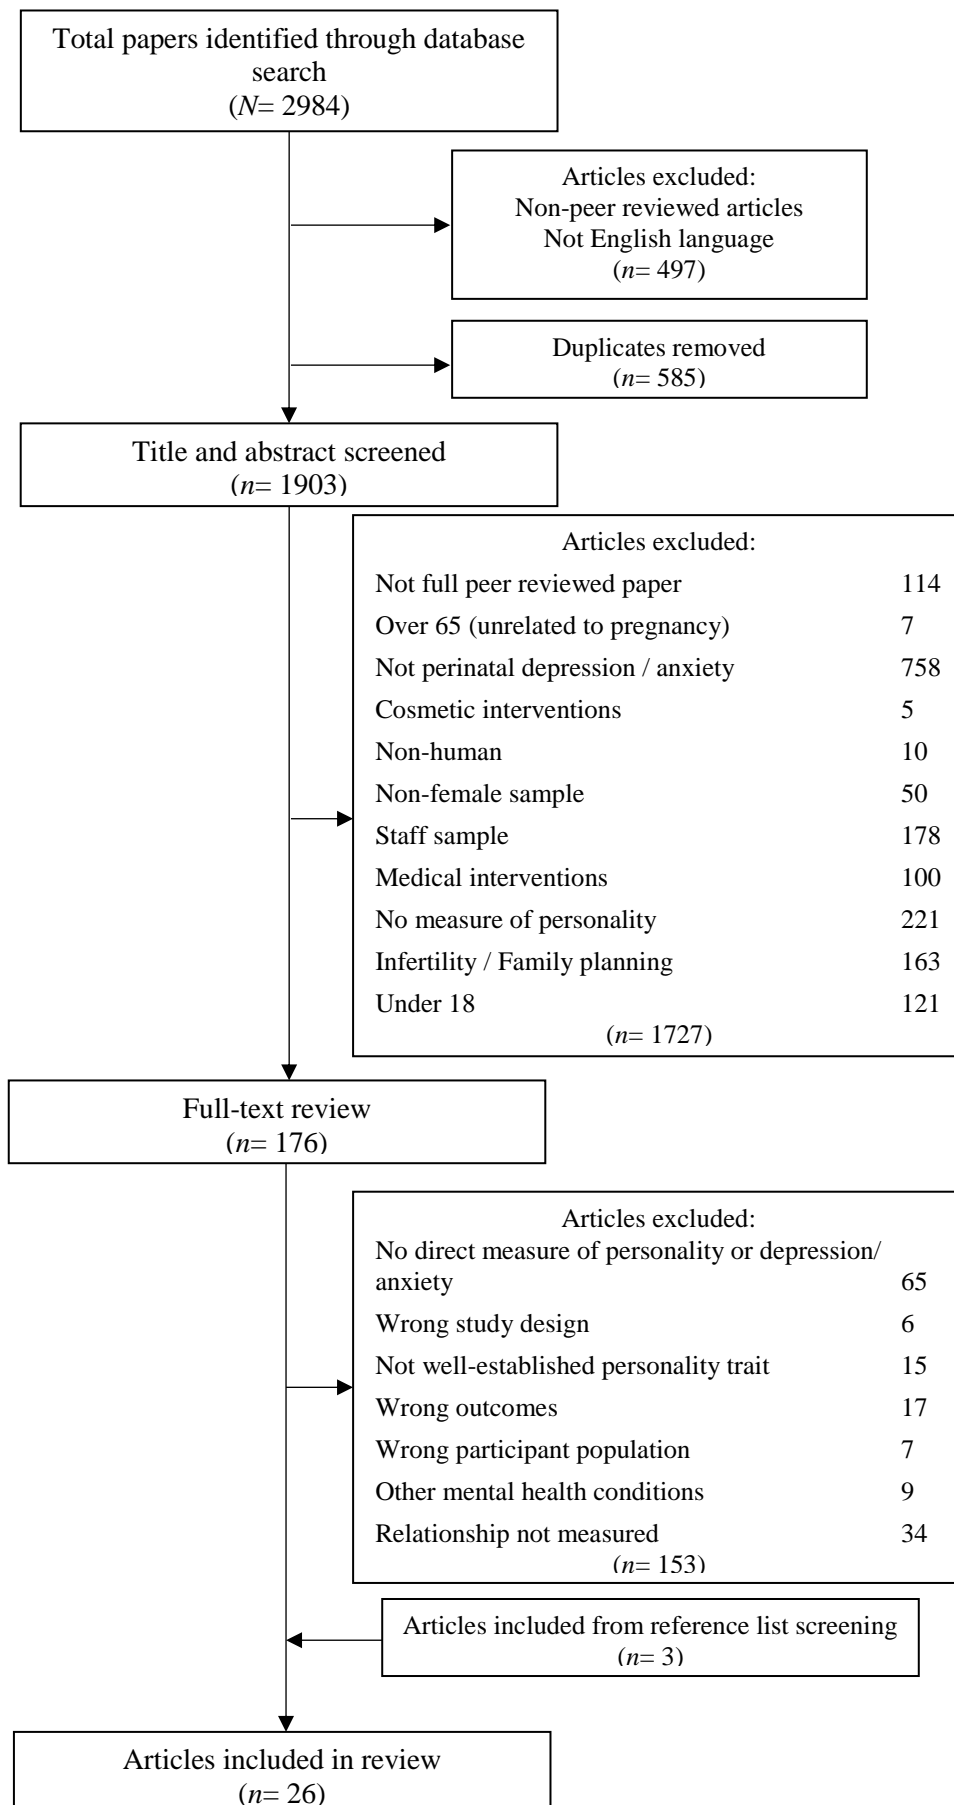 Total papers identified through database
search
(N= 2984)
Articles excluded:
Non-peer reviewed articles
Not English language
(n= 497)
Duplicates removed
(n= 585)
Title and abstract screened
(n= 1903)
Articles excluded:
Not full peer reviewed paper 114
Over 65 (unrelated to pregnancy) 7
Not perinatal depression / anxiety 758
Cosmetic interventions 5
Non-human 10
Non-female sample 50
Staff sample 178
Medical interventions 100
No measure of personality 221
Infertility / Family planning 163
Under 18 121
(n= 1727)
Full-text review
(n= 176)
Articles excluded:
No direct measure of personality or depression/
anxiety 65
Wrong study design 6
Not well-established personality trait 15
Wrong outcomes 17
Wrong participant population 7
Other mental health conditions 9
Relationship not measured 34
(n= 153)
Articles included from reference list screening
(n= 3)
Articles included in review
(n= 26)